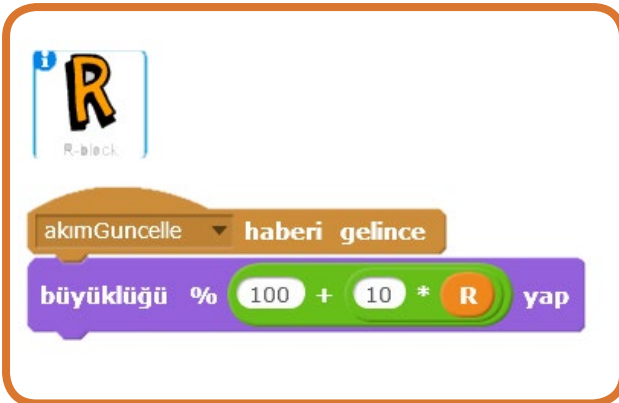 i
R
R-block
akımGuncelle haberi gelince
büyüklüğü % 100 + 10 * R yap